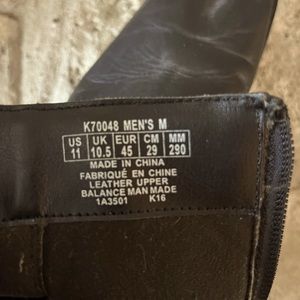 K70048 MEN'S M
US UK EUR CM MM
11 10.5 45 29 290
MADE IN CHINA
FABRIQUÉ EN CHINE
LEATHER UPPER
BALANCE MAN MADE
1A3501 K16